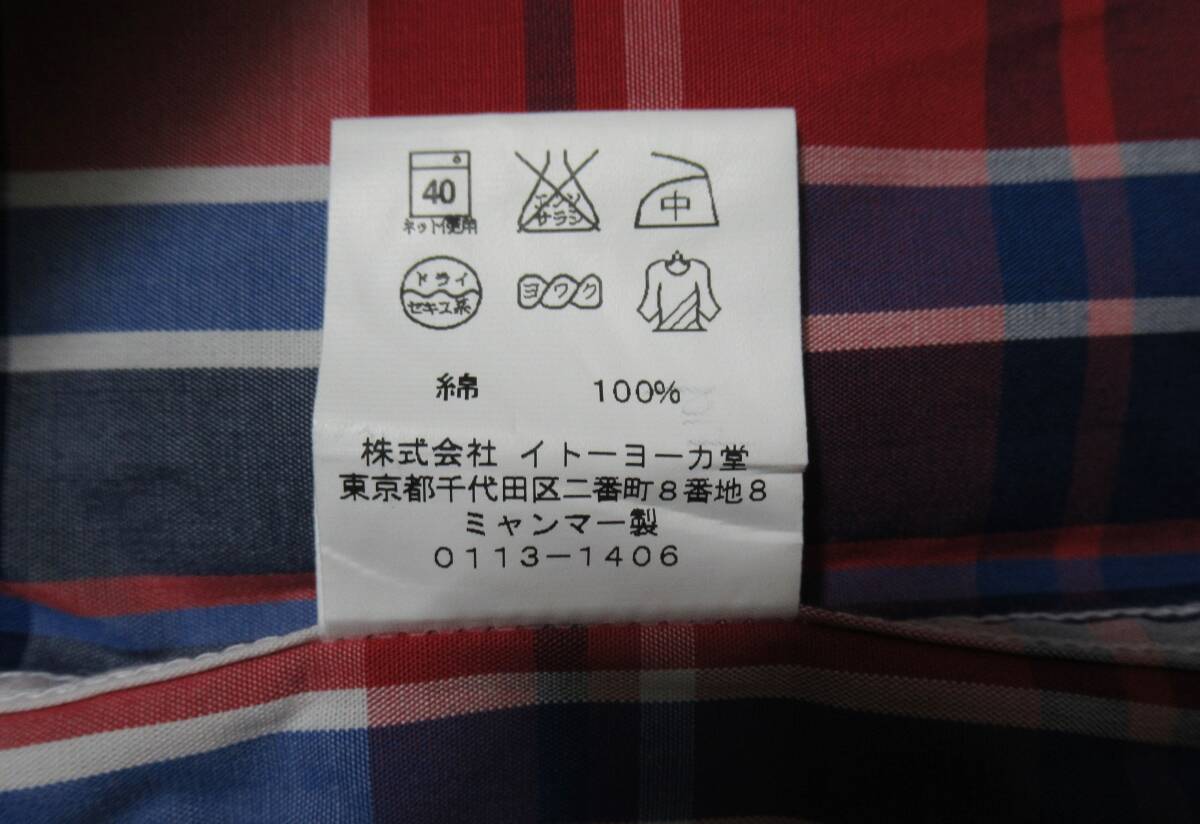 40
ネット使用
エンソ
サラシ
中
ドライ
セキユ系
ヨワク
綿 100%
株式会社 イトーヨーカ堂
東京都千代田区二番町8番地8
ミャンマー製
0113-1406